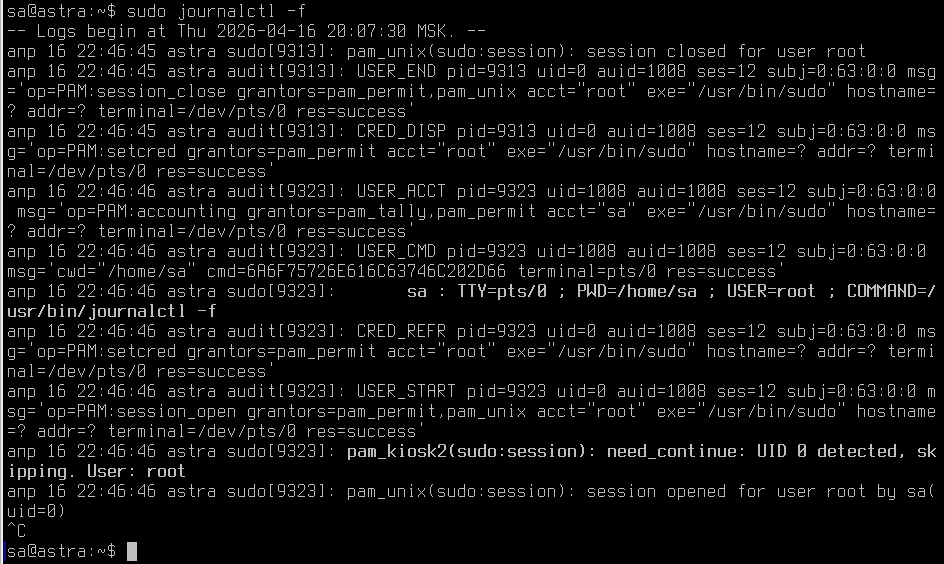 sa@astra:~$ sudo journalctl -f
-- Logs begin at Thu 2026-04-16 20:07:30 MSK. --
апр 16 22:46:45 astra sudo[9313]: pam_unix(sudo:session): session closed for user root
апр 16 22:46:45 astra audit[9313]: USER_END pid=9313 uid=0 auid=1008 ses=12 subj=0:63:0:0 msg
='op=PAM:session_close grantors=pam_permit,pam_unix acct="root" exe="/usr/bin/sudo" hostname=
? addr=? terminal=/dev/pts/0 res=success'
апр 16 22:46:45 astra audit[9313]: CRED_DISP pid=9313 uid=0 auid=1008 ses=12 subj=0:63:0:0 ms
g='op=PAM:setcred grantors=pam_permit acct="root" exe="/usr/bin/sudo" hostname=? addr=? termi
nal=/dev/pts/0 res=success'
апр 16 22:46:46 astra audit[9323]: USER_ACCT pid=9323 uid=1008 auid=1008 ses=12 subj=0:63:0:0
 msg='op=PAM:accounting grantors=pam_tally,pam_permit acct="sa" exe="/usr/bin/sudo" hostname=
? addr=? terminal=/dev/pts/0 res=success'
апр 16 22:46:46 astra audit[9323]: USER_CMD pid=9323 uid=1008 auid=1008 ses=12 subj=0:63:0:0
msg='cwd="/home/sa" cmd=6A6F75726E616C63746C202D66 terminal=pts/0 res=success'
апр 16 22:46:46 astra sudo[9323]:       sa : TTY=pts/0 ; PWD=/home/sa ; USER=root ; COMMAND=/
usr/bin/journalctl -f
апр 16 22:46:46 astra audit[9323]: CRED_REFR pid=9323 uid=0 auid=1008 ses=12 subj=0:63:0:0 ms
g='op=PAM:setcred grantors=pam_permit acct="root" exe="/usr/bin/sudo" hostname=? addr=? termi
nal=/dev/pts/0 res=success'
апр 16 22:46:46 astra audit[9323]: USER_START pid=9323 uid=0 auid=1008 ses=12 subj=0:63:0:0 m
sg='op=PAM:session_open grantors=pam_permit,pam_unix acct="root" exe="/usr/bin/sudo" hostname
=? addr=? terminal=/dev/pts/0 res=success'
апр 16 22:46:46 astra sudo[9323]: pam_kiosk2(sudo:session): need_continue: UID 0 detected, sk
ipping. User: root
апр 16 22:46:46 astra sudo[9323]: pam_unix(sudo:session): session opened for user root by sa(
uid=0)
^C
sa@astra:~$